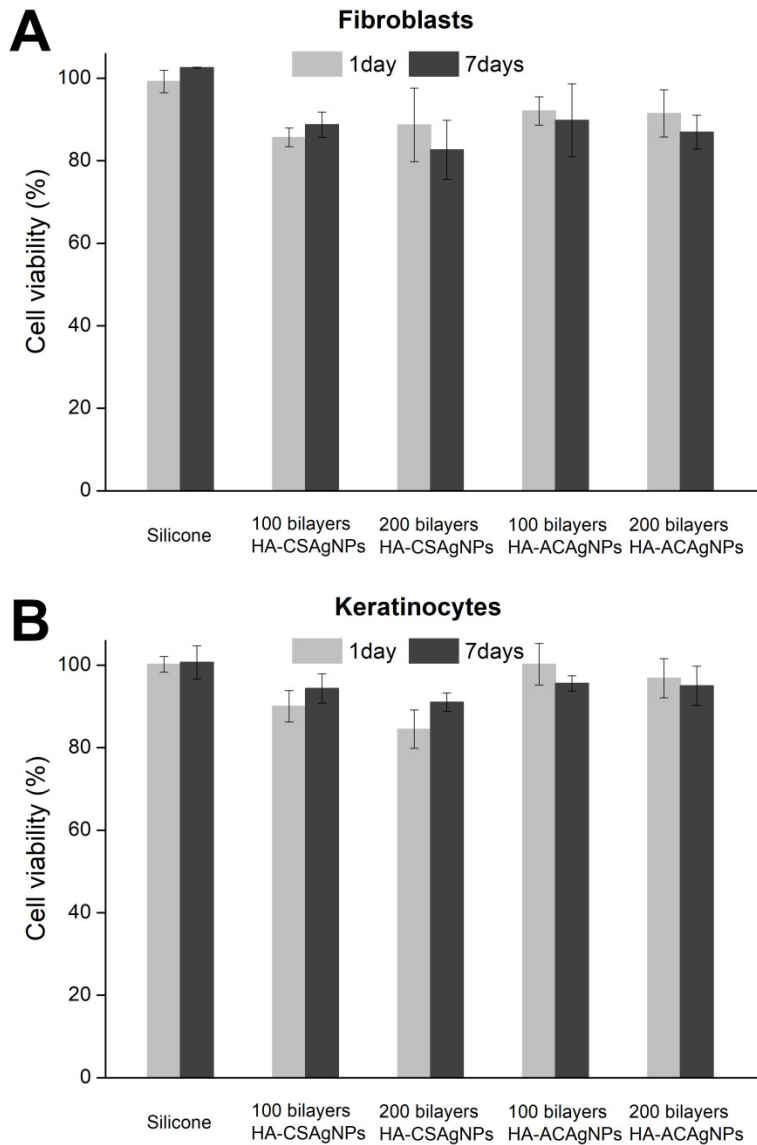 A
Fibroblasts
1day 7days
Cell viability (%)
100
80
60
40
20
0
Silicone
100 bilayers
HA-CSAgNPs
200 bilayers
HA-CSAgNPs
100 bilayers
HA-ACAgNPs
200 bilayers
HA-ACAgNPs
B
Keratinocytes
1day 7days
Cell viability (%)
100
80
60
40
20
0
Silicone
100 bilayers
HA-CSAgNPs
200 bilayers
HA-CSAgNPs
100 bilayers
HA-ACAgNPs
200 bilayers
HA-ACAgNPs